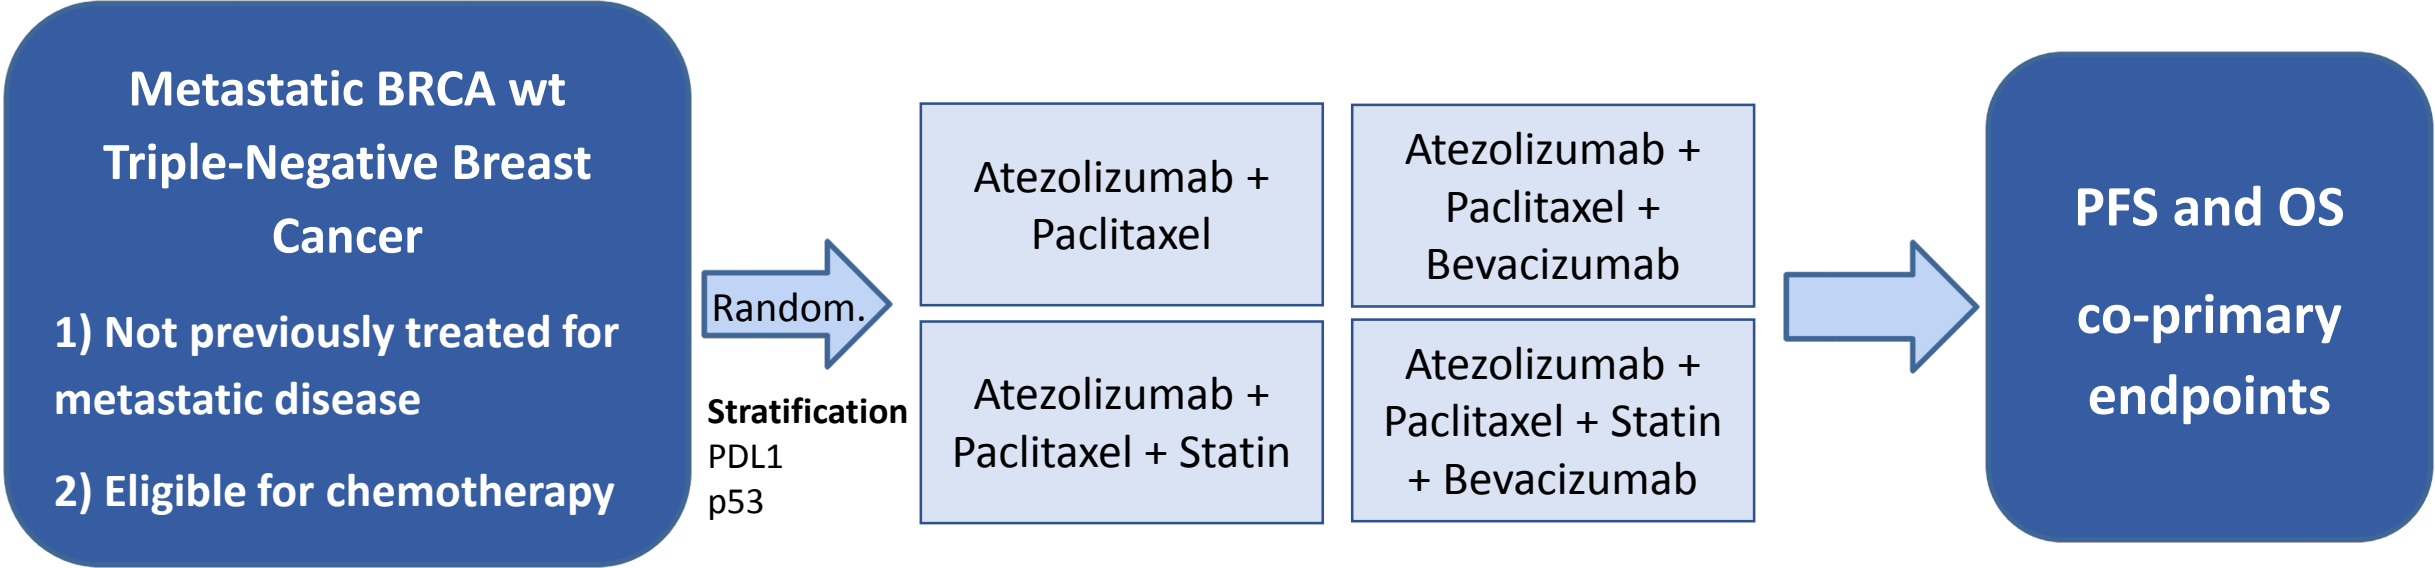 Metastatic BRCA wt
Triple-Negative Breast
Cancer
1) Not previously treated for
metastatic disease
2) Eligible for chemotherapy
Random.
Stratification
PDL1
p53
Atezolizumab +
Paclitaxel
Atezolizumab +
Paclitaxel +
Bevacizumab
Atezolizumab +
Paclitaxel + Statin
Atezolizumab +
Paclitaxel + Statin
+ Bevacizumab
PFS and OS
co-primary
endpoints